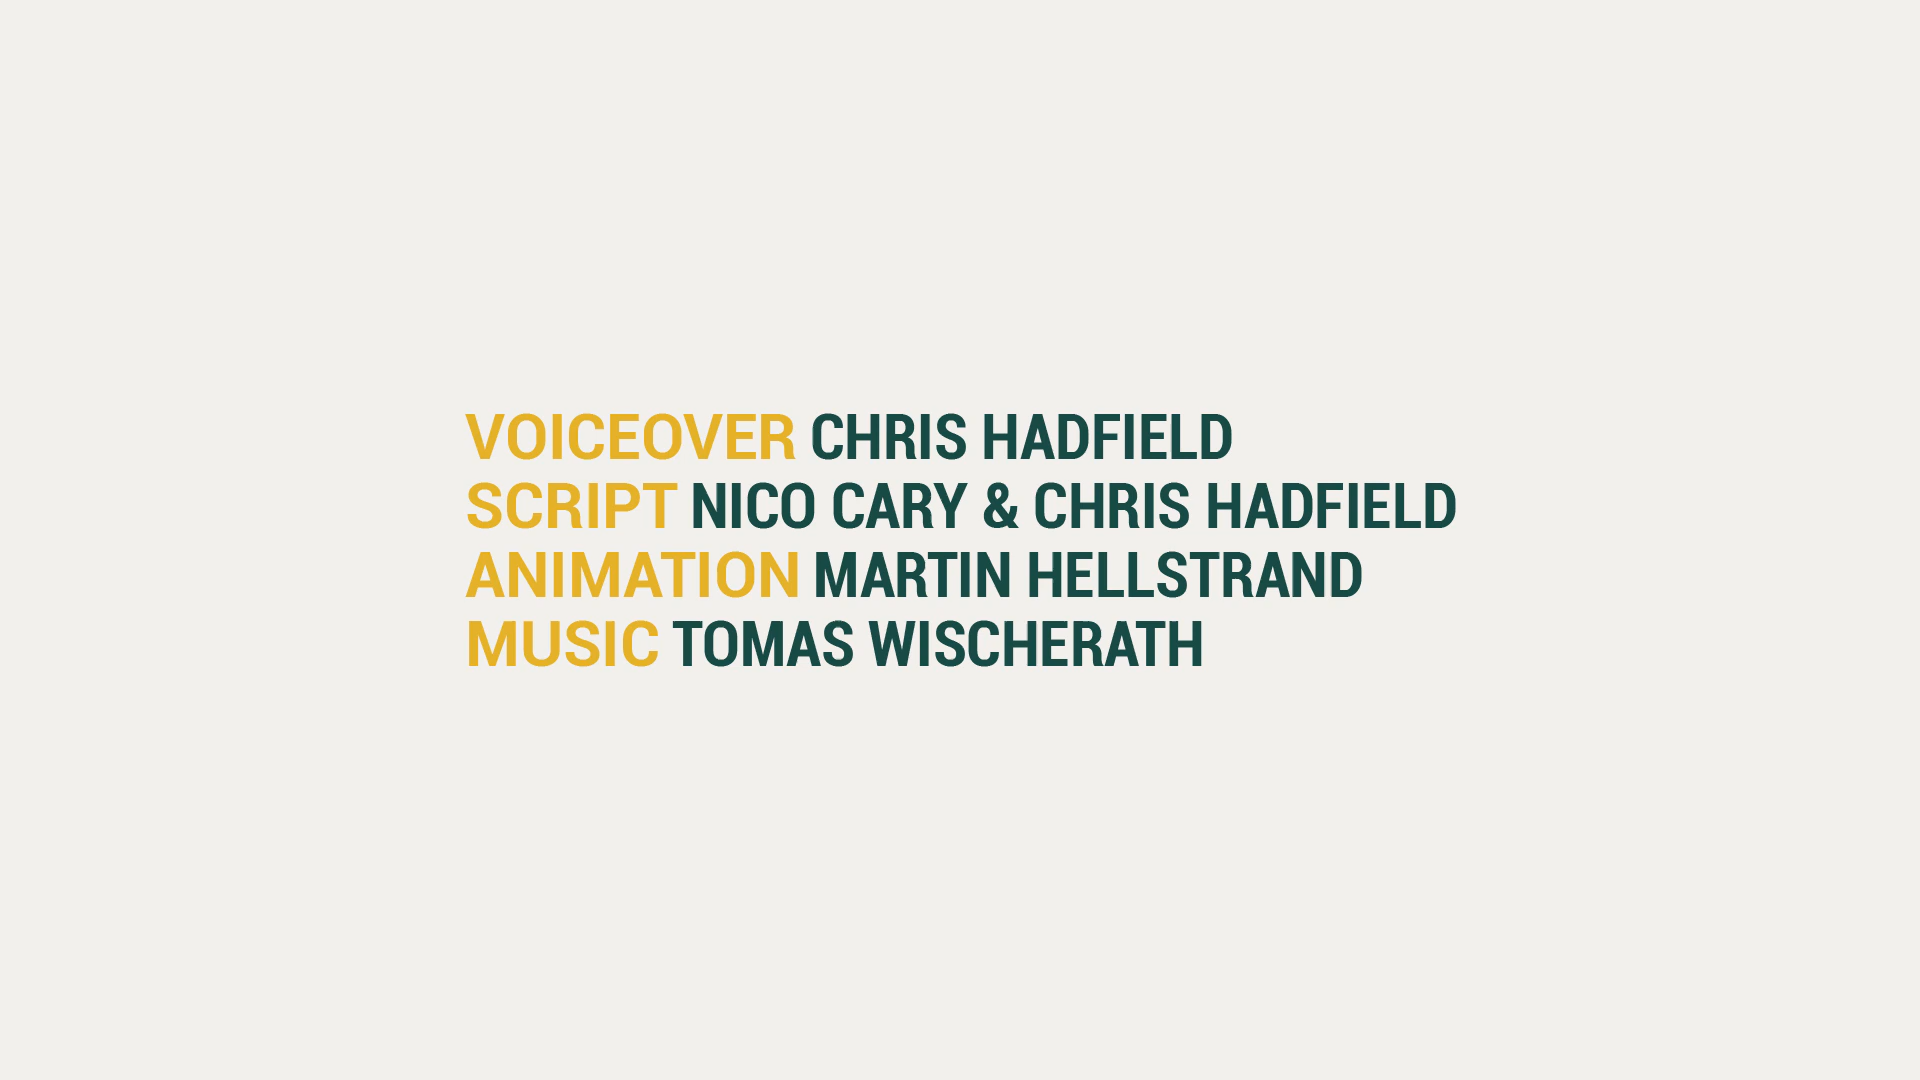 VOICEOVER CHRIS HADFIELD
SCRIPT NICO CARY & CHRIS HADFIELD
ANIMATION MARTIN HELLSTRAND
MUSIC TOMAS WISCHERATH